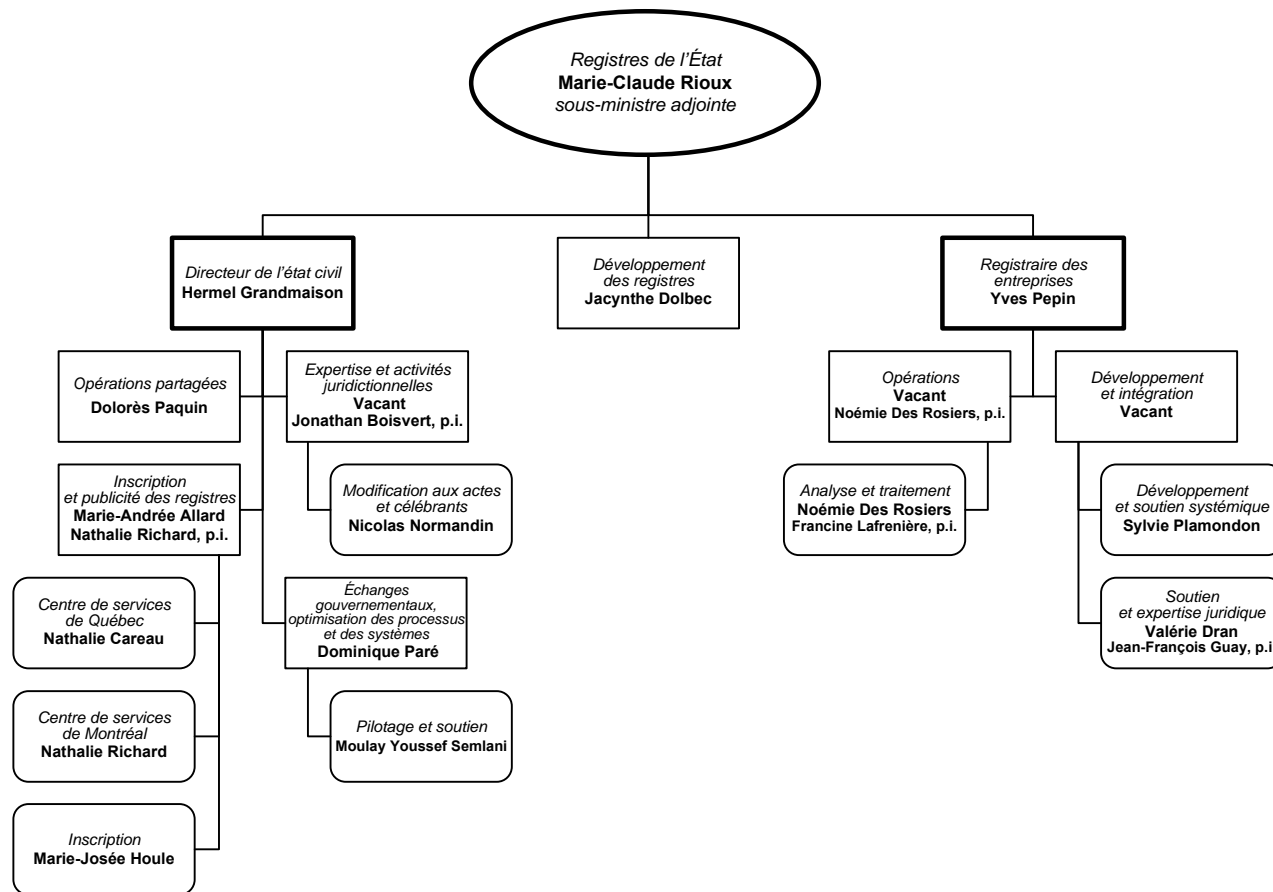 Registres de l’État
Marie-Claude Rioux
sous-ministre adjointe
Directeur de l’état civil
Hermel Grandmaison
Développement
des registres
Jacynthe Dolbec
Registraire des
entreprises
Yves Pepin
Opérations partagées
Dolorès Paquin
Expertise et activités
juridictionnelles
Vacant
Jonathan Boisvert, p.i.
Opérations
Vacant
Noémie Des Rosiers, p.i.
Développement
et intégration
Vacant
Inscription
et publicité des registres
Marie-Andrée Allard
Nathalie Richard, p.i.
Modification aux actes
et célébrants
Nicolas Normandin
Analyse et traitement
Noémie Des Rosiers
Francine Lafrenière, p.i.
Développement
et soutien systémique
Sylvie Plamondon
Centre de services
de Québec
Nathalie Careau
Échanges
gouvernementaux,
optimisation des processus
et des systèmes
Dominique Paré
Soutien
et expertise juridique
Valérie Dran
Jean-François Guay, p.i
Centre de services
de Montréal
Nathalie Richard
Pilotage et soutien
Moulay Youssef Semlani
Inscription
Marie-Josée Houle